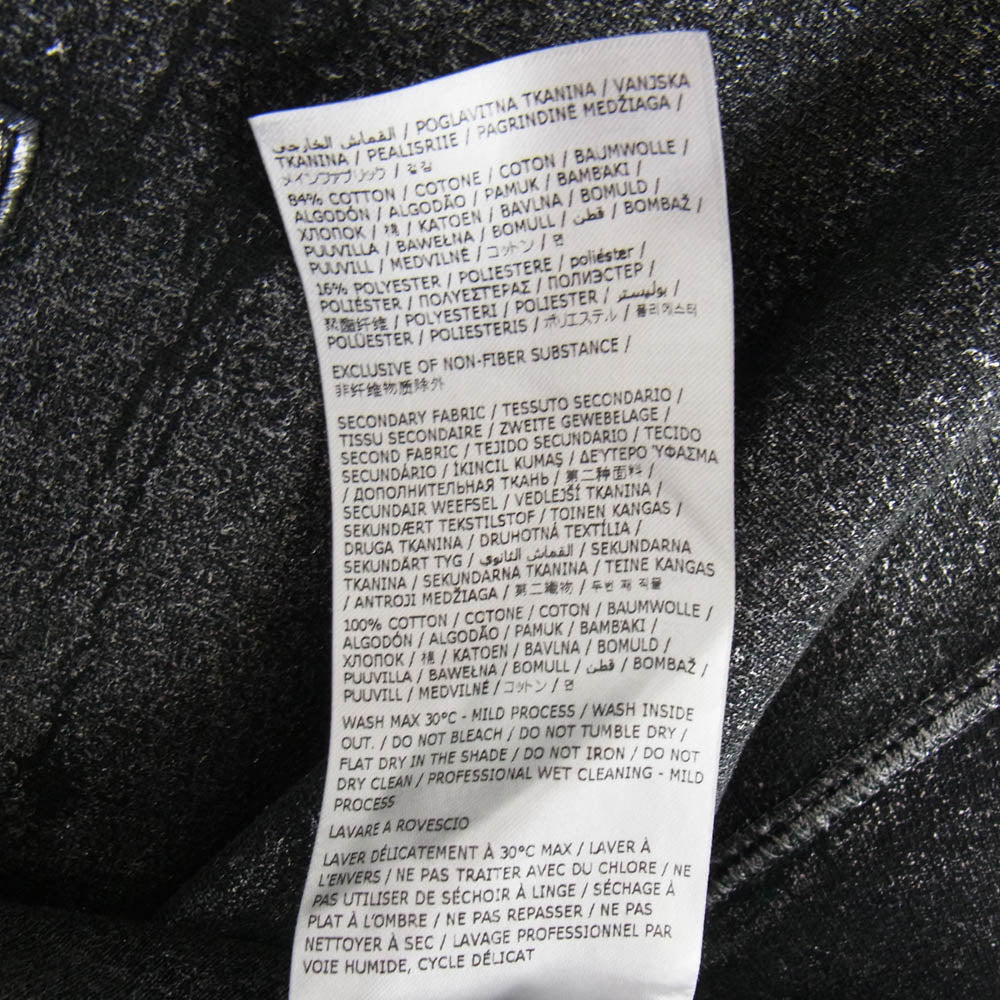 القماش الخارجي / POGLAVITNA TKANINA / VANJSKA
TKANINA / PEALISRIIE / PAGRINDINĖ MEDŽIAGA /
メインファブリック / 겉감
84% COTTON / COTONE / COTON / BAUMWOLLE /
ALGODÓN / ALGODÃO / PAMUK / BAMBAKI /
ХЛОПОК / 棉 / KATOEN / BAVLNA / BOMULD /
PUUVILLA / BAWEŁNA / BOMULL / قطن / BOMBAŽ /
PUUVILL / MEDVILNĖ / コットン / 면
16% POLYESTER / POLIESTERE / poliéster /
POLIÉSTER / ΠΟΛΥΕΣΤΕΡΑΣ / ПОЛИЭСТЕР /
聚酯纤维 / POLYESTERI / POLIESTER / بوليستر /
POLÜESTER / POLIESTERIS / ポリエステル / 폴리에스터
EXCLUSIVE OF NON-FIBER SUBSTANCE /
非纤维物质除外
SECONDARY FABRIC / TESSUTO SECONDARIO /
TISSU SECONDAIRE / ZWEITE GEWEBELAGE /
SECOND FABRIC / TEJIDO SECUNDARIO / TECIDO
SECUNDÁRIO / İKINCIL KUMAŞ / ΔΕΥΤΕΡΟ ΎΦΑΣΜΑ
/ ДОПОЛНИТЕЛЬНАЯ ТКАНЬ / 第二种面料 /
SECUNDAIR WEEFSEL / VEDLEJŠÍ TKANINA /
SEKUNDÆRT TEKSTILSTOF / TOINEN KANGAS /
DRUGA TKANINA / DRUHOTNÁ TEXTÍLIA /
SEKUNDÄRT TYG / القماش الثانوي / SEKUNDARNA
TKANINA / SEKUNDARNA TKANINA / TEINE KANGAS
/ ANTROJI MEDŽIAGA / 第二織物 / 두번 째 직물
100% COTTON / COTONE / COTON / BAUMWOLLE /
ALGODÓN / ALGODÃO / PAMUK / BAMBAKI /
ХЛОПОК / 棉 / KATOEN / BAVLNA / BOMULD /
PUUVILLA / BAWEŁNA / BOMULL / قطن / BOMBAŽ /
PUUVILL / MEDVILNĖ / コットン / 면
WASH MAX 30°C - MILD PROCESS / WASH INSIDE
OUT. / DO NOT BLEACH / DO NOT TUMBLE DRY /
FLAT DRY IN THE SHADE / DO NOT IRON / DO NOT
DRY CLEAN / PROFESSIONAL WET CLEANING - MILD
PROCESS
LAVARE A ROVESCIO
LAVER DÉLICATEMENT À 30°C MAX / LAVER À
L'ENVERS / NE PAS TRAITER AVEC DU CHLORE / NE
PAS UTILISER DE SÉCHOIR À LINGE / SÉCHAGE À
PLAT À L'OMBRE / NE PAS REPASSER / NE PAS
NETTOYER À SEC / LAVAGE PROFESSIONNEL PAR
VOIE HUMIDE, CYCLE DÉLICAT